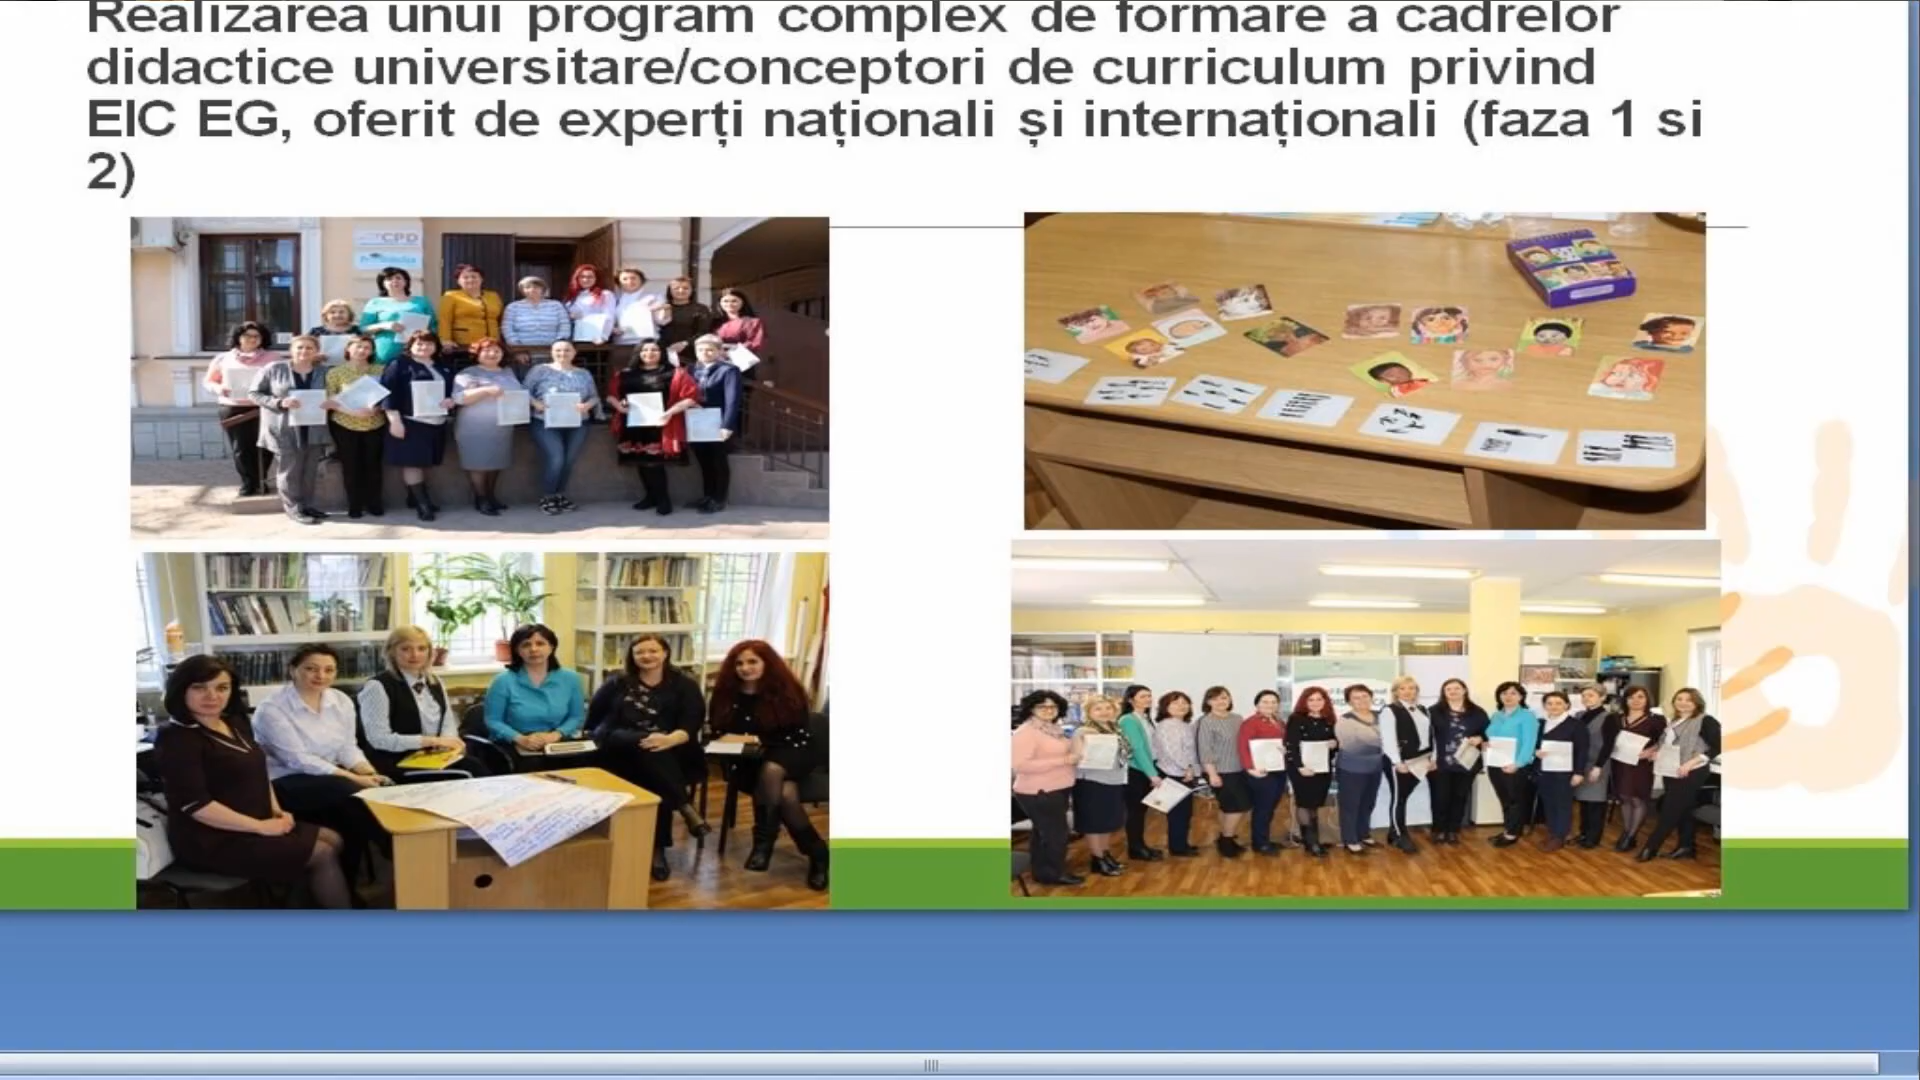 Realizarea unui program complex de formare a cadrelor
didactice universitare/conceptori de curriculum privind
EIC EG, oferit de experți naționali și internaționali (faza 1 si
2)
CPD